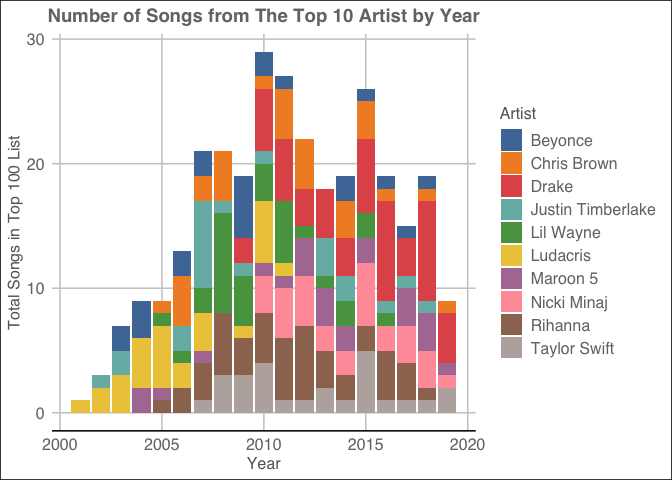 Number of Songs from The Top 10 Artist by Year
Total Songs in Top 100 List
30
20
10
0
2000
2005
2010
2015
2020
Year
Artist
Beyonce
Chris Brown
Drake
Justin Timberlake
Lil Wayne
Ludacris
Maroon 5
Nicki Minaj
Rihanna
Taylor Swift